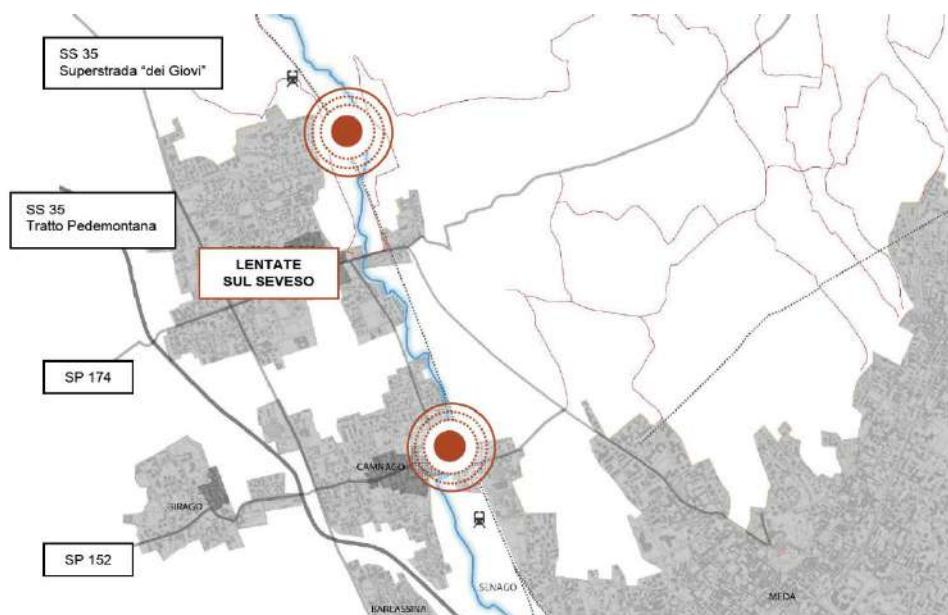 SS 35
Superstrada "dei Giovi"
SS 35
Tratto Pedemontana
LENTATE
SUL SEVESO
SP 174
CAMNAGO
BIRAGO
SP 152
SENAGO
MEDA
BARLASSINA